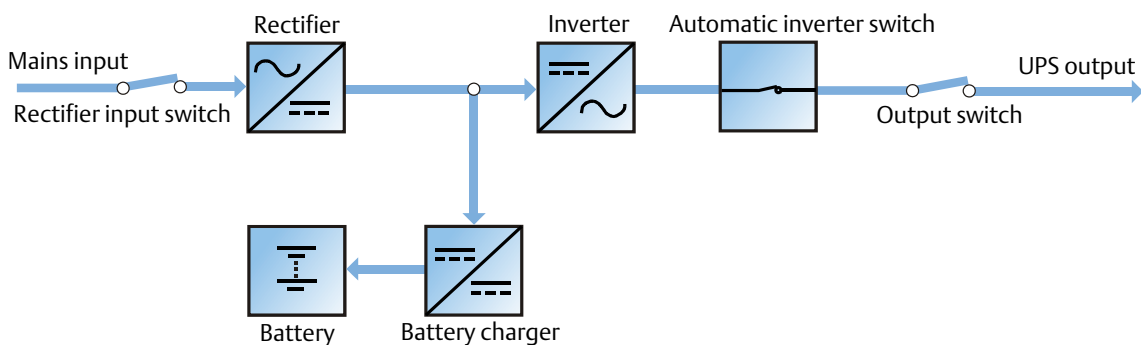 Rectifier
Inverter
Automatic inverter switch
Mains input
UPS output
Rectifier input switch
Output switch
Battery
Battery charger